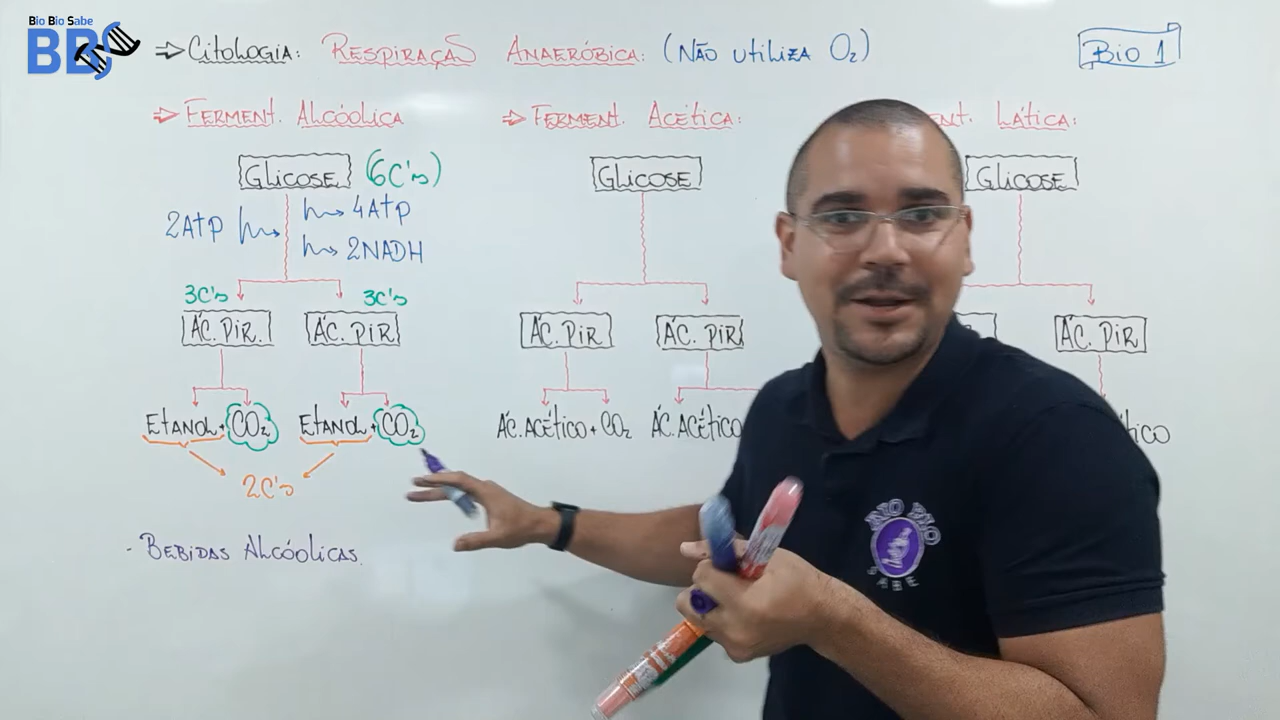 Bio Bio Sabe
BBS
⇒ Citologia: Respiração Anaeróbica: (Não utiliza O₂)
Bio 1
⇒ Ferment. Alcóolica
Glicose (6C's)
2ATP
4ATP
2NADH
3C's 3C's
Ác. Pir. Ác. Pir
Etanol + CO₂ Etanol + CO₂
2C's
· Bebidas Alcóolicas.
⇒ Ferment. Acética:
Glicose
Ác. Pir Ác. Pir
Ác. Acético + CO₂ Ác. Acético
ent. Lática:
Glicose
Ác. Pir
BIO BIO
SABE